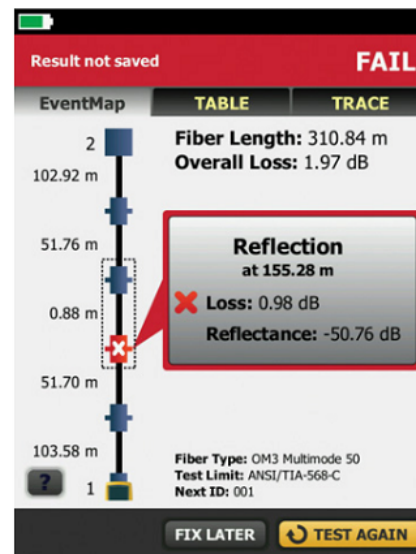 Result not saved
FAIL
EventMap
TABLE
TRACE
2
Fiber Length: 310.84 m
Overall Loss: 1.97 dB
102.92 m
51.76 m
Reflection
at 155.28 m
Loss: 0.98 dB
0.88 m
Reflectance: -50.76 dB
51.70 m
103.58 m
Fiber Type: OM3 Multimode 50
Test Limit: ANSI/TIA-568-C
Next ID: 001
?
1
FIX LATER
TEST AGAIN